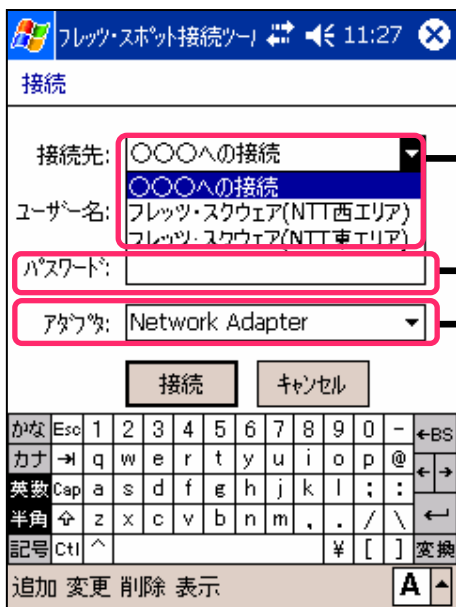 フレッツ・スポット接続ツール 11:27
接続
接続先: 〇〇〇への接続
〇〇〇への接続
ユーザー名: フレッツ・スクウェア(NTT西エリア)
フレッツ・スクウェア(NTT東エリア)
パスワード:
アダプタ: Network Adapter
接続 キャンセル
かな Esc 1 2 3 4 5 6 7 8 9 0 - ←BS
カナ →| q w e r t y u i o p @ ← →
英数 Cap a s d f g h j k l ; :
半角 z x c v b n m , . / \ ↵
記号 Ctl ^ ¥ [ ] 変換
追加 変更 削除 表示 A